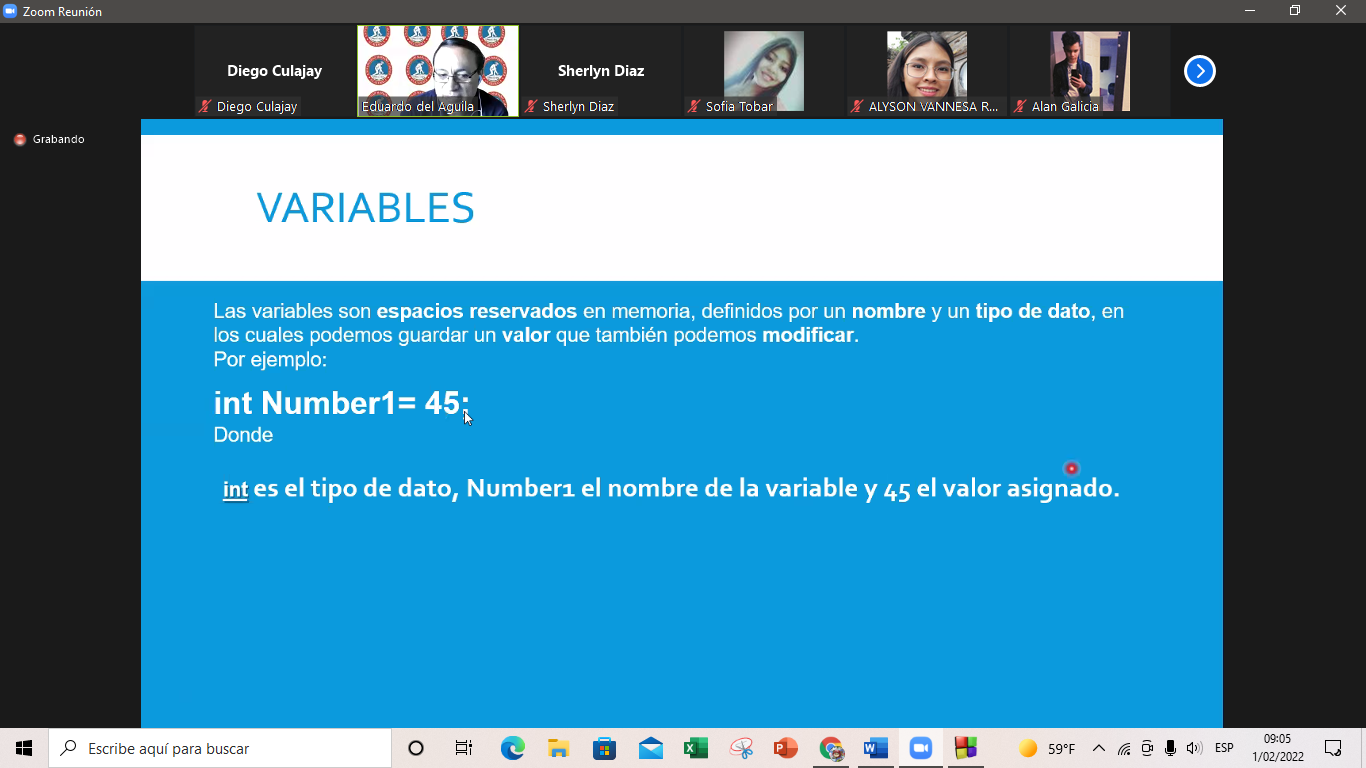 Zoom Reunión
Diego Culajay
Sherlyn Diaz
Diego Culajay
Eduardo del Aguila
Sherlyn Diaz
Sofia Tobar
ALYSON VANNESA R...
Alan Galicia
Grabando
VARIABLES
Las variables son espacios reservados en memoria, definidos por un nombre y un tipo de dato, en
los cuales podemos guardar un valor que también podemos modificar.
Por ejemplo:
int Number1= 45;
Donde
int es el tipo de dato, Number1 el nombre de la variable y 45 el valor asignado.
Escribe aquí para buscar
59°F
ESP
09:05
1/02/2022